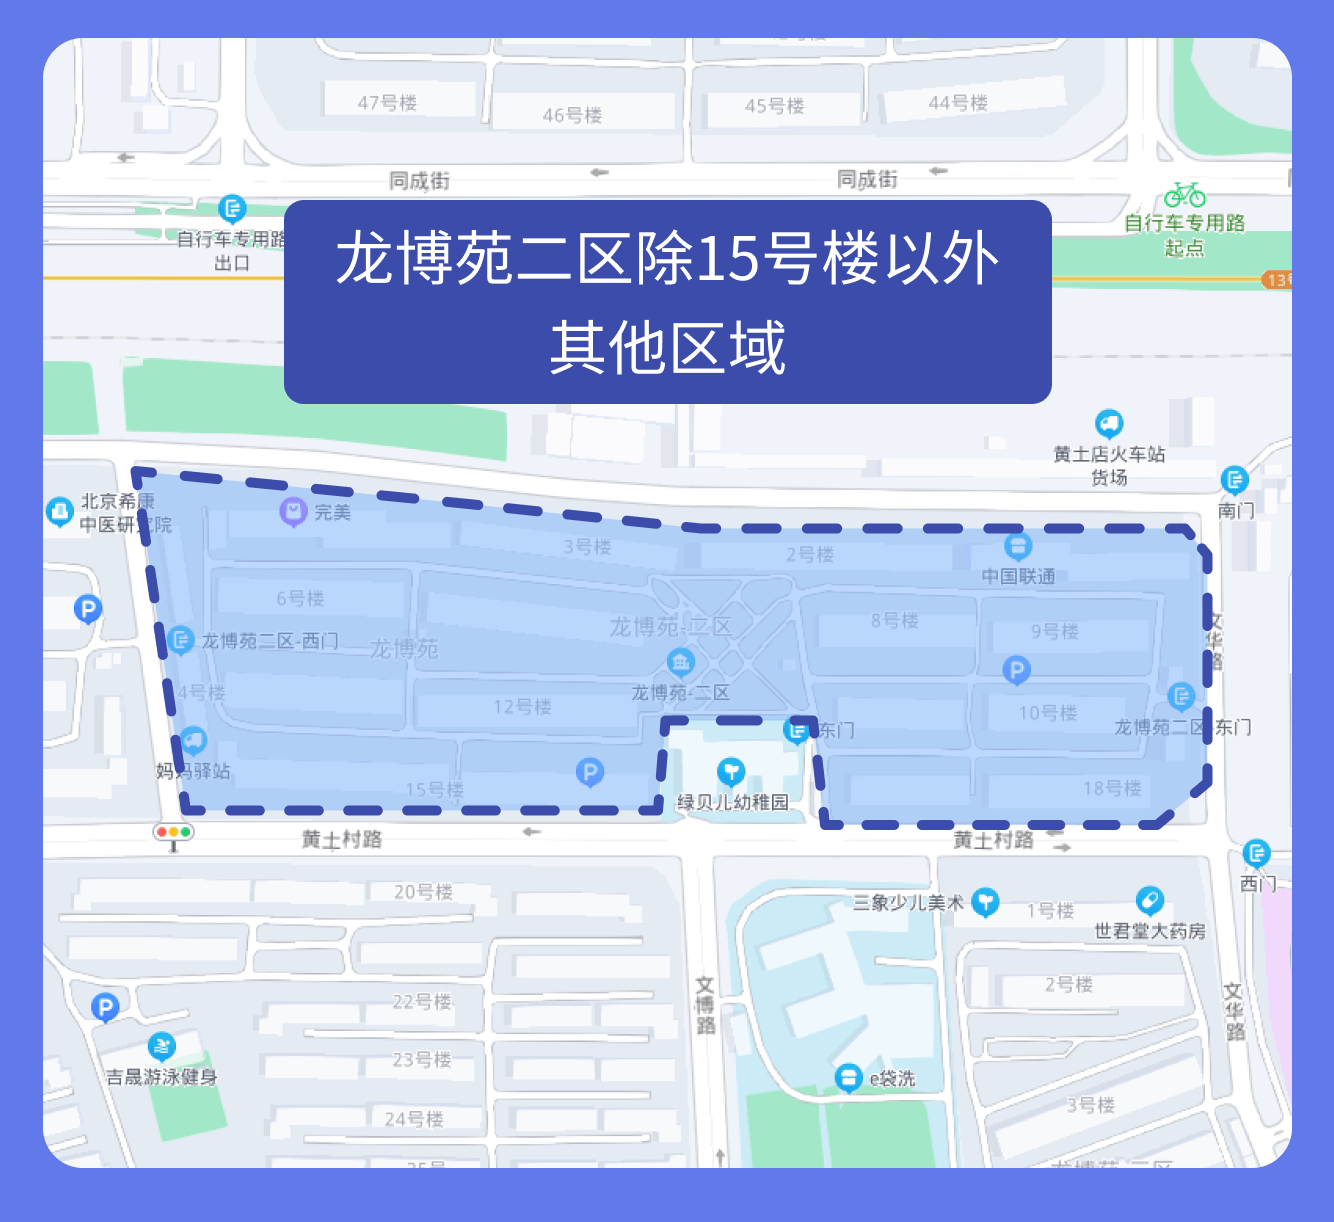 47号楼
46号楼
45号楼
44号楼
同成街
同成街
自行车专用路
起点
自行车专用路
出口
13
龙博苑二区除15号楼以外
其他区域
黄土店火车站
货场
南门
北京希康
中医研究院
完美
3号楼
2号楼
中国联通
6号楼
8号楼
9号楼
文华路
龙博苑二区-西门
龙博苑
龙博苑-二区
龙博苑-二区
4号楼
12号楼
10号楼
龙博苑二区-东门
东门
妈妈驿站
15号楼
绿贝儿幼稚园
18号楼
黄土村路
黄土村路
西门
20号楼
三象少儿美术
1号楼
世君堂大药房
22号楼
文博路
2号楼
文华路
23号楼
吉晟游泳健身
e袋洗
24号楼
3号楼
龙博苑-三区